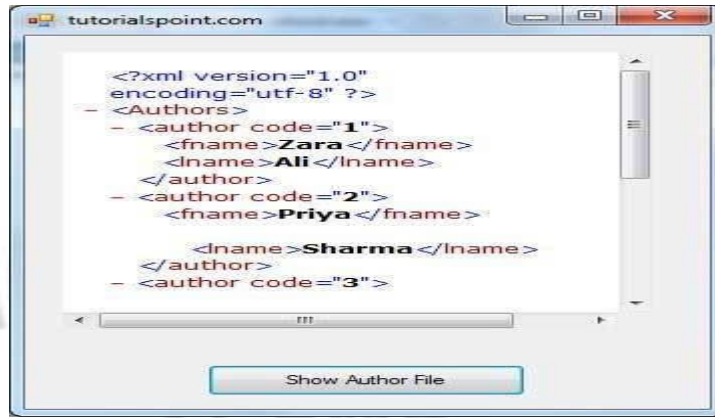 tutorialspoint.com
<?xml version="1.0"
encoding="utf-8" ?>
- <Authors>
- <author code="1">
<fname>Zara</fname>
<lname>Ali</lname>
</author>
- <author code="2">
<fname>Priya</fname>
<lname>Sharma</lname>
</author>
- <author code="3">
Show Author File